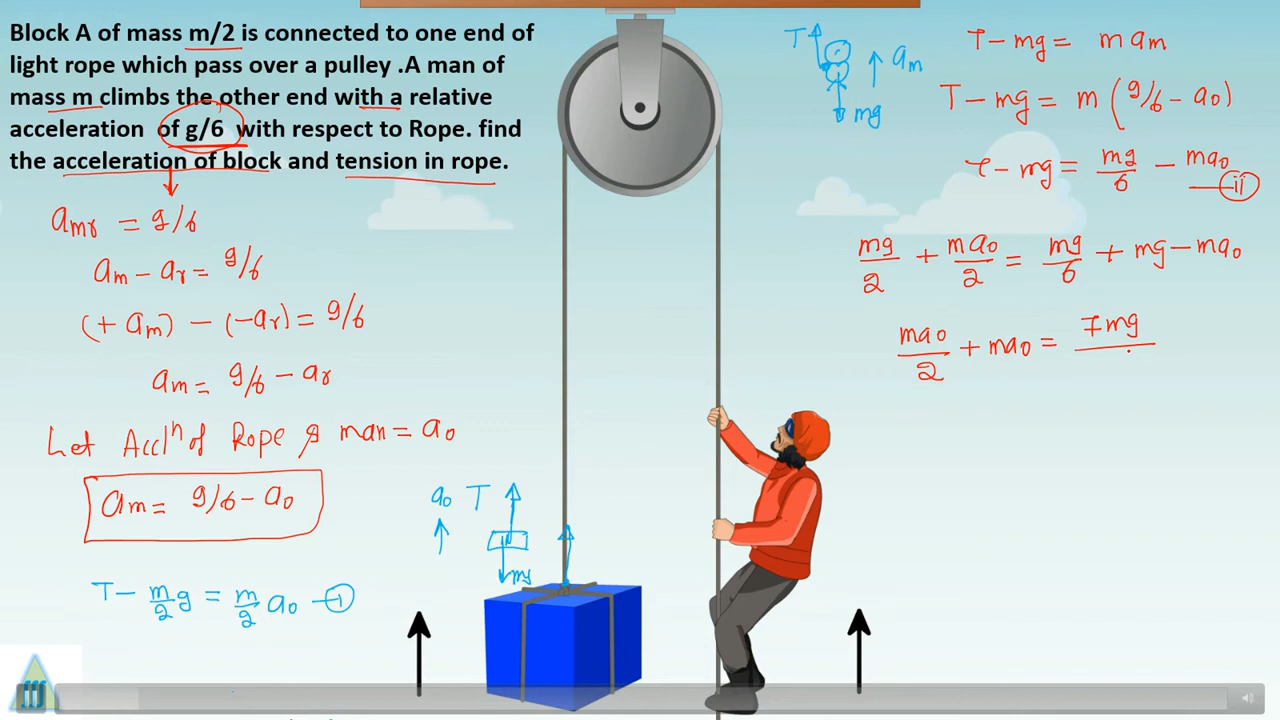 Block A of mass m/2 is connected to one end of
light rope which pass over a pulley .A man of
mass m climbs the other end with a relative
acceleration of g/6 with respect to Rope. find
the acceleration of block and tension in rope.
amr = g/6
am - ar = g/6
(+ am) - (-ar) = g/6
am = g/6 - ar
Let Acclⁿ of Rope & man = a0
am = g/6 - a0
T - m/2 g = m/2 a0 - i
a0 T
mg
T
am
mg
T - mg = m am
T - mg = m ( g/6 - a0 )
T - mg = mg/6 - ma0 - ii
mg/2 + ma0/2 = mg/6 + mg - ma0
ma0/2 + ma0 = 7mg